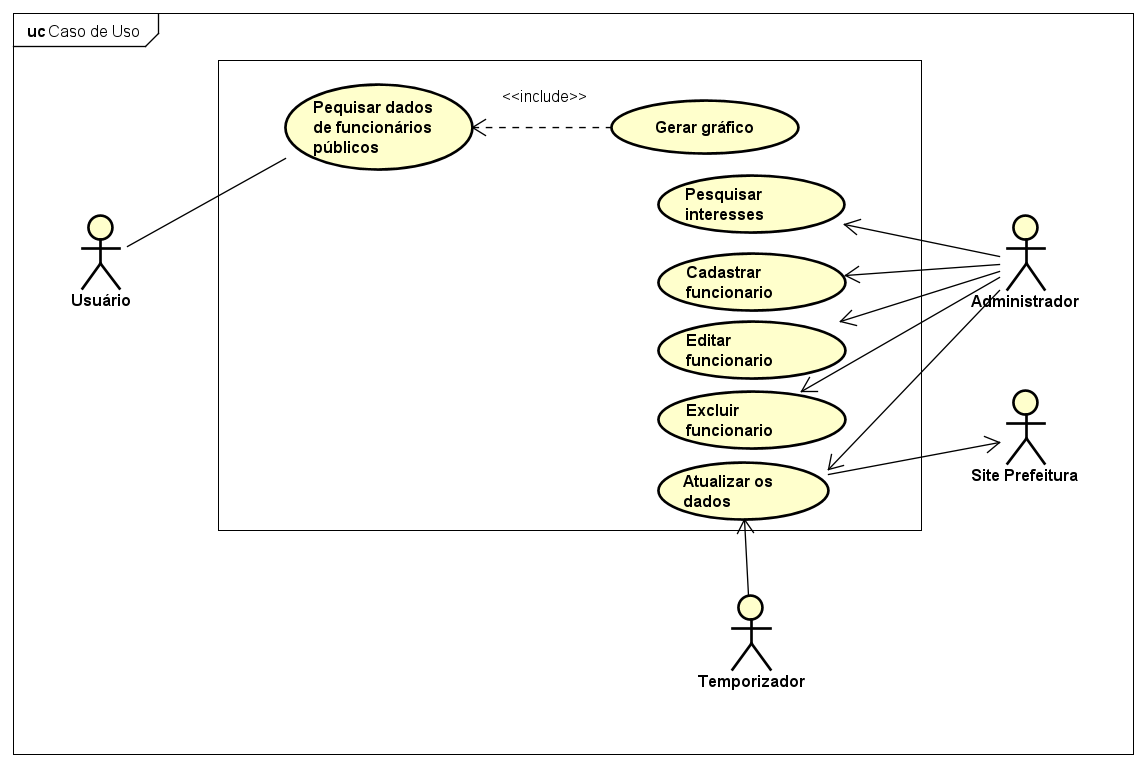 uc Caso de Uso
<<include>>
Pequisar dados
de funcionários
públicos
Gerar gráfico
Pesquisar
interesses
Cadastrar
funcionario
Usuário
Administrador
Editar
funcionario
Excluir
funcionario
Site Prefeitura
Atualizar os
dados
Temporizador